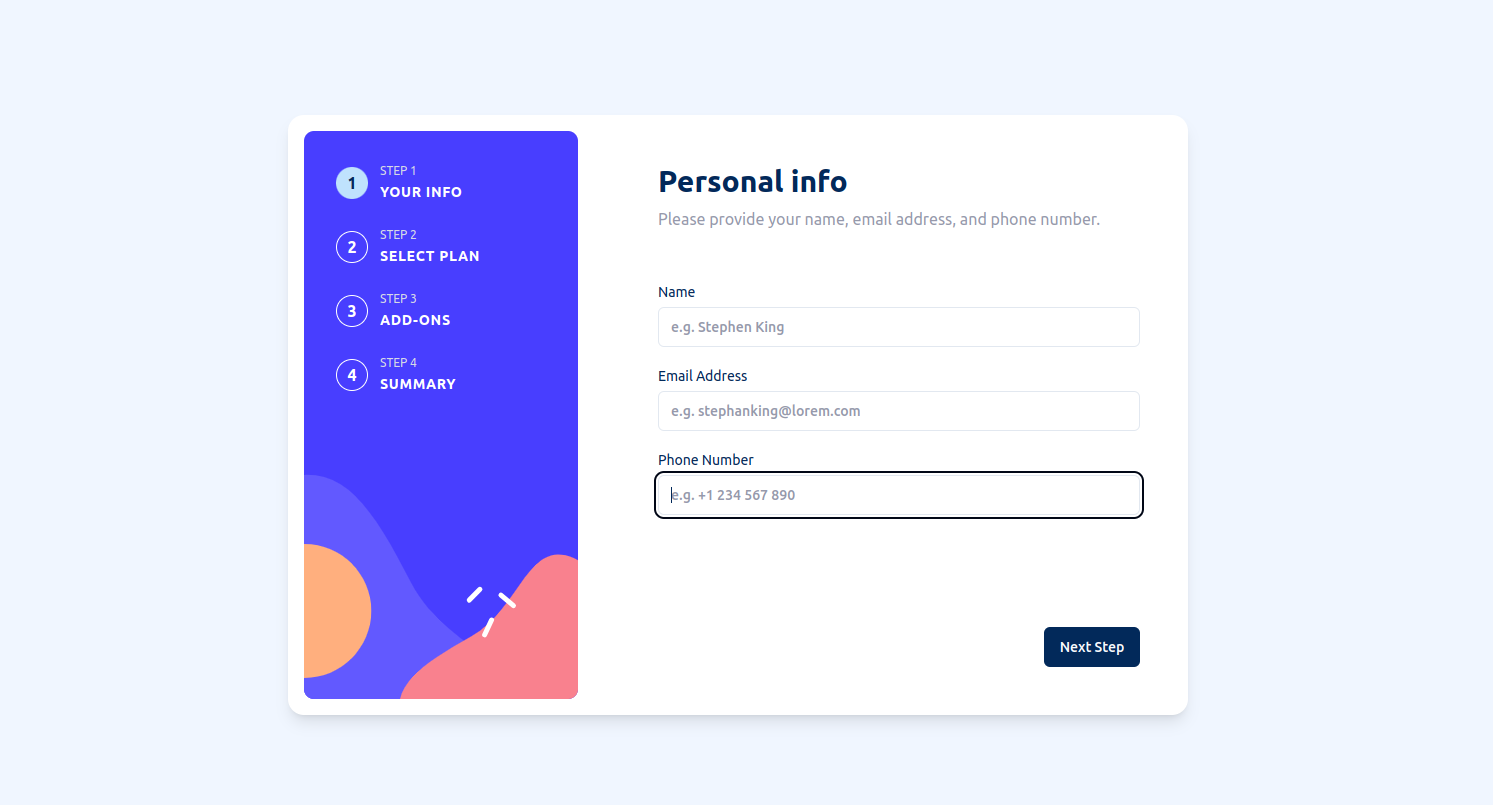 1
STEP 1
YOUR INFO
2
STEP 2
SELECT PLAN
3
STEP 3
ADD-ONS
4
STEP 4
SUMMARY
Personal info
Please provide your name, email address, and phone number.
Name
e.g. Stephen King
Email Address
e.g. stephanking@lorem.com
Phone Number
e.g. +1 234 567 890
Next Step